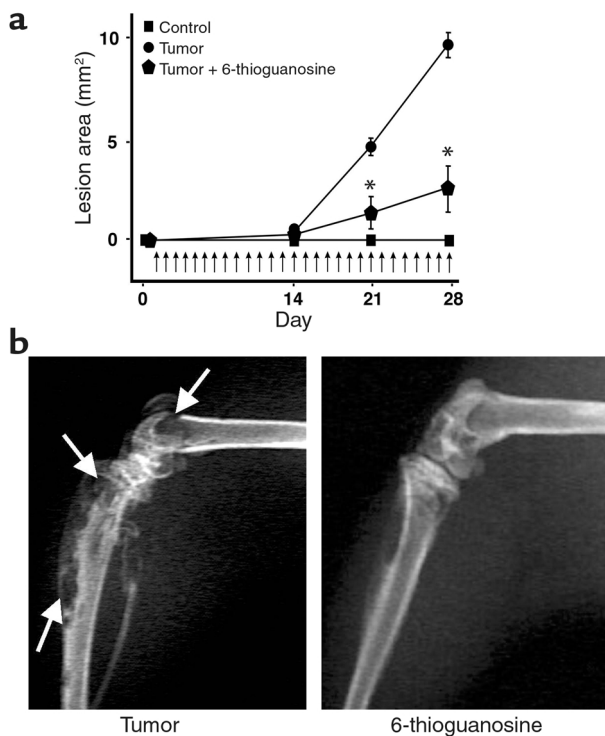 a
Control
Tumor
Tumor + 6-thioguanosine
Lesion area (mm²)
10
5
0
*
*
0 14 21 28
Day
b
Tumor 6-thioguanosine